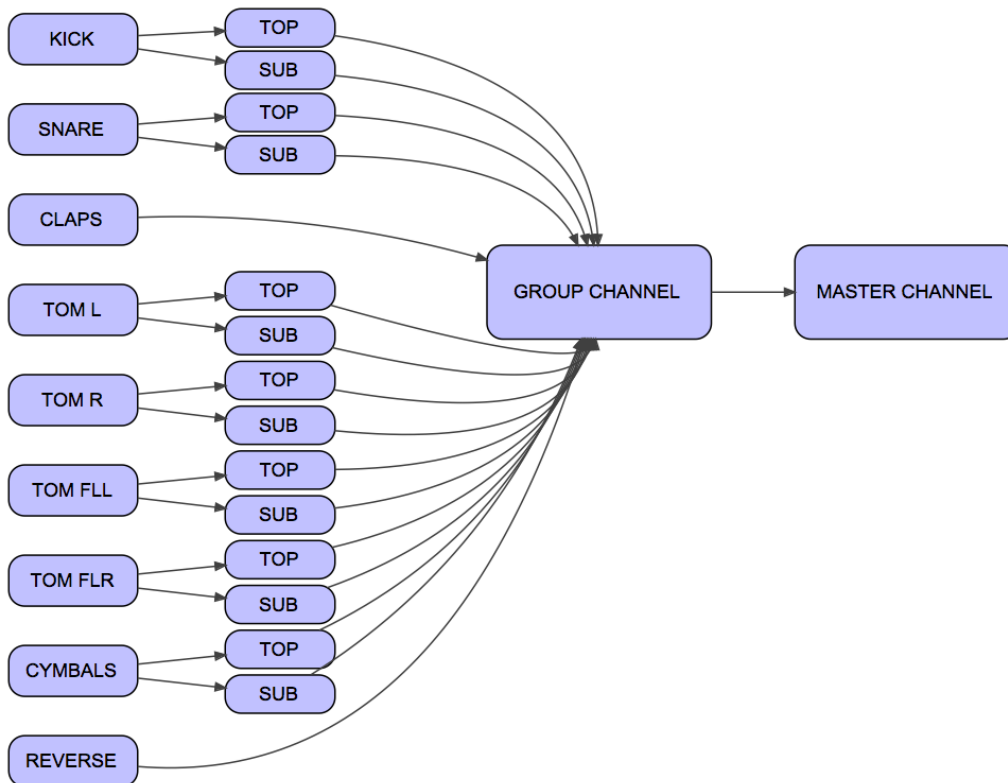 KICK
TOP
SUB
SNARE
TOP
SUB
CLAPS
TOM L
TOP
SUB
TOM R
TOP
SUB
TOM FLL
TOP
SUB
TOM FLR
TOP
SUB
CYMBALS
TOP
SUB
REVERSE
GROUP CHANNEL
MASTER CHANNEL